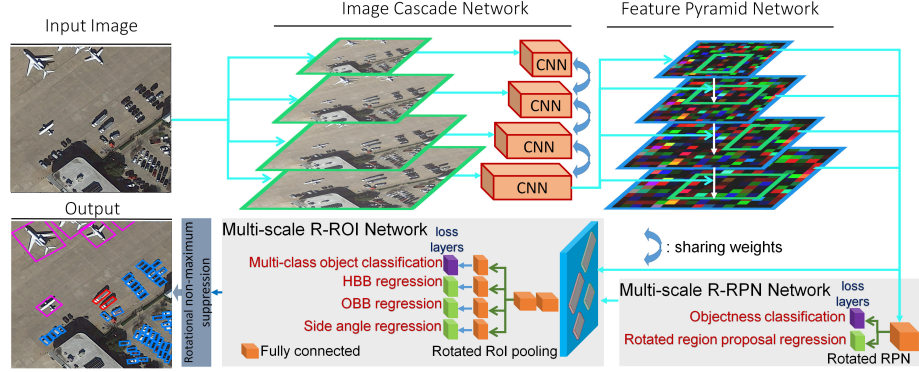 Input Image
Image Cascade Network
Feature Pyramid Network
CNN
CNN
CNN
CNN
Output
Rotational non-maximum
suppression
Multi-scale R-ROI Network
loss
layers
Multi-class object classification
HBB regression
OBB regression
Side angle regression
Fully connected
Rotated RoI pooling
: sharing weights
Multi-scale R-RPN Network
loss
layers
Objectness classification
Rotated region proposal regression
Rotated RPN